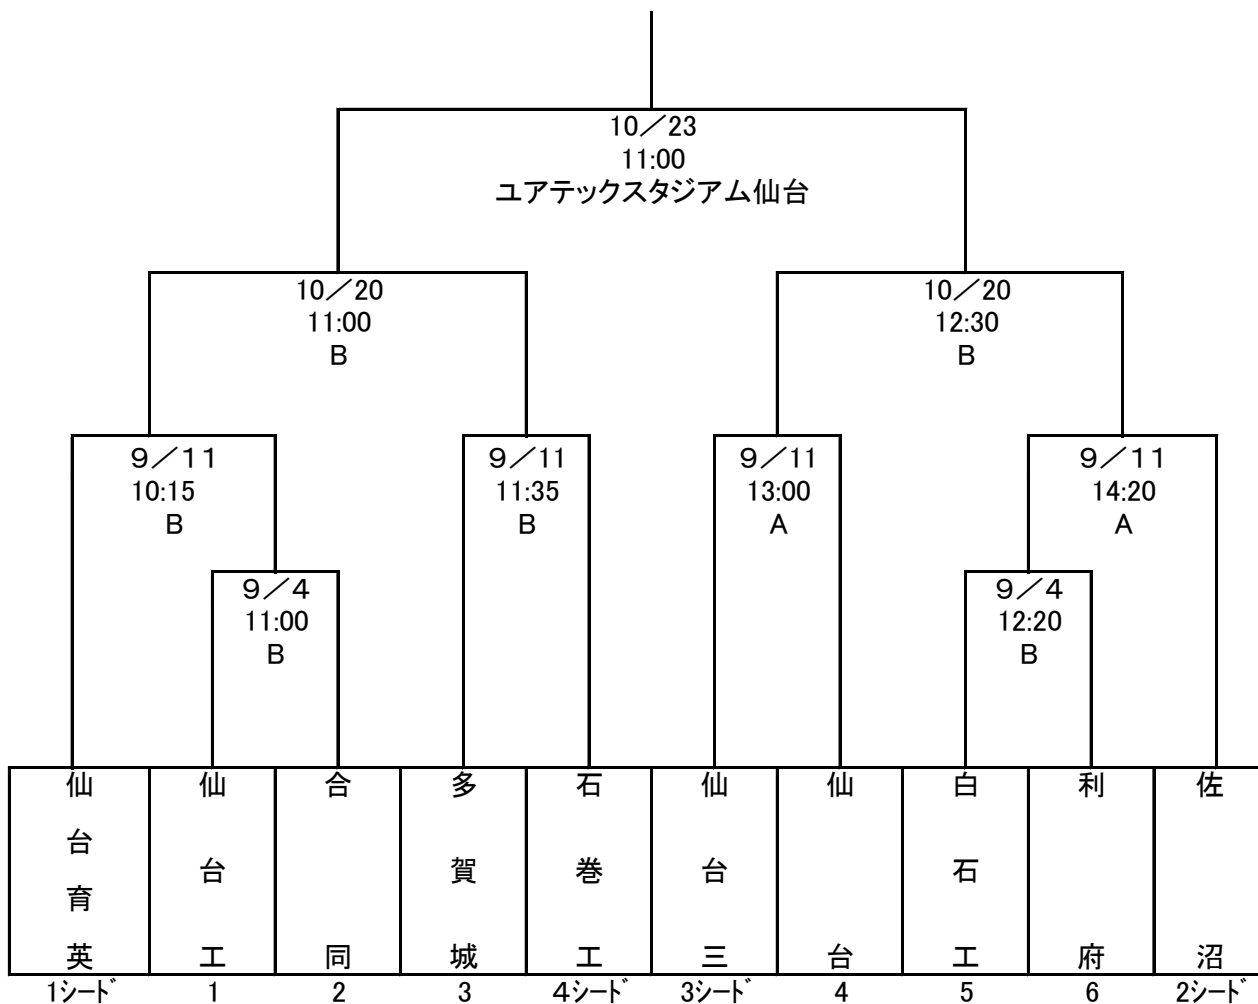 10／23
11:00
ユアテックスタジアム仙台
10／20
11:00
B
10／20
12:30
B
９／１１
10:15
B
９／11
11:35
B
９／11
13:00
A
９／１１
14:20
A
９／４
11:00
B
９／４
12:20
B
仙台育英
仙台工
合同
多賀城
石巻工
仙台三
仙台
白石工
利府
佐沼
1ｼｰﾄﾞ
1
2
3
4ｼｰﾄﾞ
3ｼｰﾄﾞ
4
5
6
2ｼｰﾄﾞ